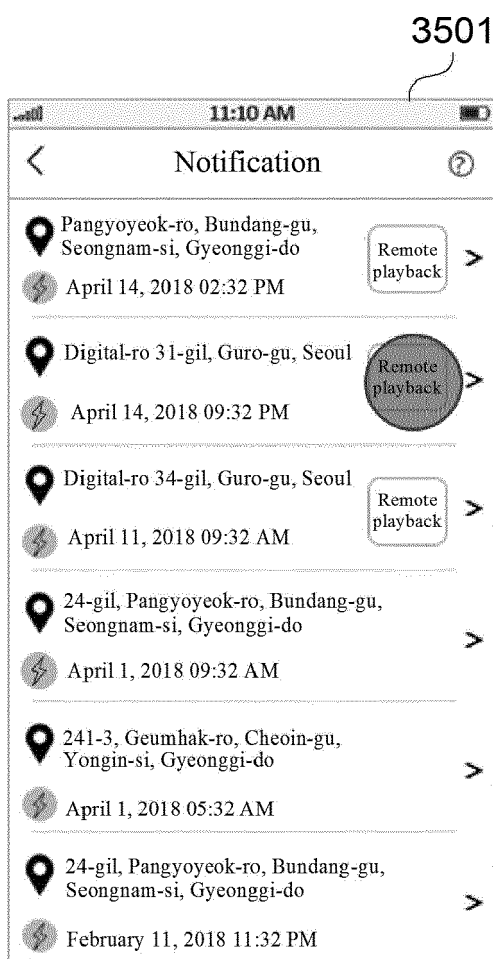 3501
11:10 AM
Notification
?
Pangyoyeok-ro, Bundang-gu,
Seongnam-si, Gyeonggi-do
Remote
playback
April 14, 2018 02:32 PM
Digital-ro 31-gil, Guro-gu, Seoul
Remote
playback
April 14, 2018 09:32 PM
Digital-ro 34-gil, Guro-gu, Seoul
Remote
playback
April 11, 2018 09:32 AM
24-gil, Pangyoyeok-ro, Bundang-gu,
Seongnam-si, Gyeonggi-do
April 1, 2018 09:32 AM
241-3, Geumhak-ro, Cheoin-gu,
Yongin-si, Gyeonggi-do
April 1, 2018 05:32 AM
24-gil, Pangyoyeok-ro, Bundang-gu,
Seongnam-si, Gyeonggi-do
February 11, 2018 11:32 PM